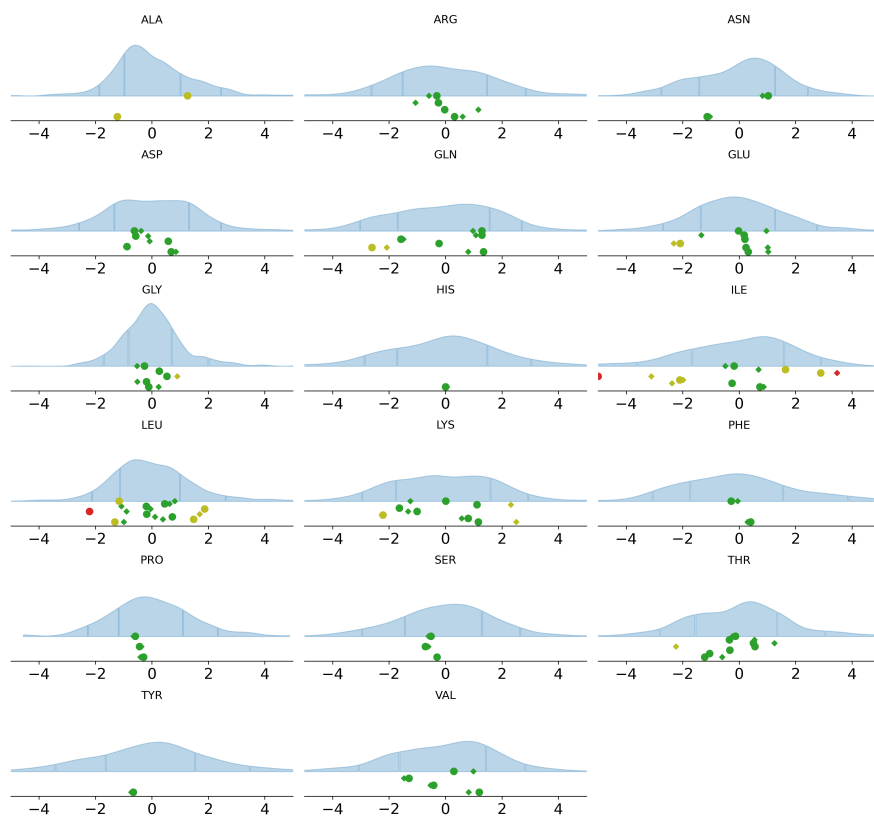 ALA ARG ASN
−4 −2 0 2 4 −4 −2 0 2 4 −4 −2 0 2 4
ASP GLN GLU
−4 −2 0 2 4 −4 −2 0 2 4 −4 −2 0 2 4
GLY HIS ILE
−4 −2 0 2 4 −4 −2 0 2 4 −4 −2 0 2 4
LEU LYS PHE
−4 −2 0 2 4 −4 −2 0 2 4 −4 −2 0 2 4
PRO SER THR
−4 −2 0 2 4 −4 −2 0 2 4 −4 −2 0 2 4
TYR VAL
−4 −2 0 2 4 −4 −2 0 2 4